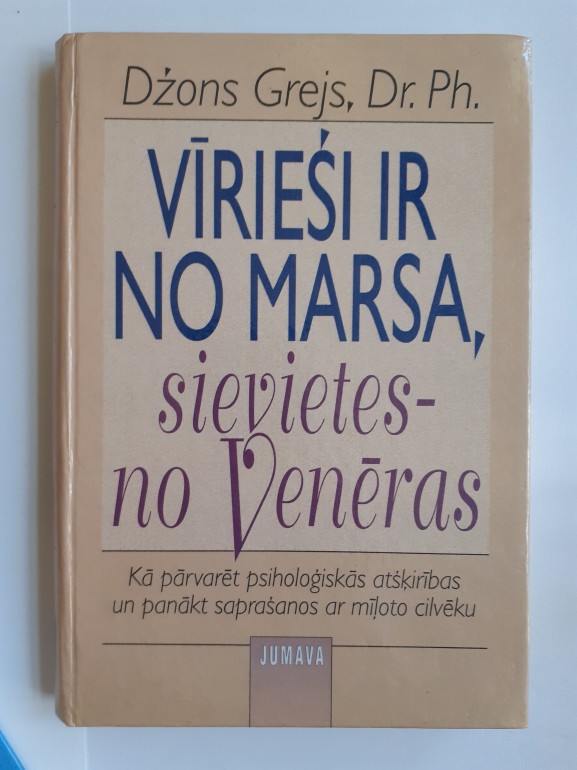 Džons Grejs, Dr. Ph.
VĪRIEŠI IR
NO MARSA,
sievietes-
no Venēras
Kā pārvarēt psiholoģiskās atšķirības
un panākt saprašanos ar mīļoto cilvēku
JUMAVA